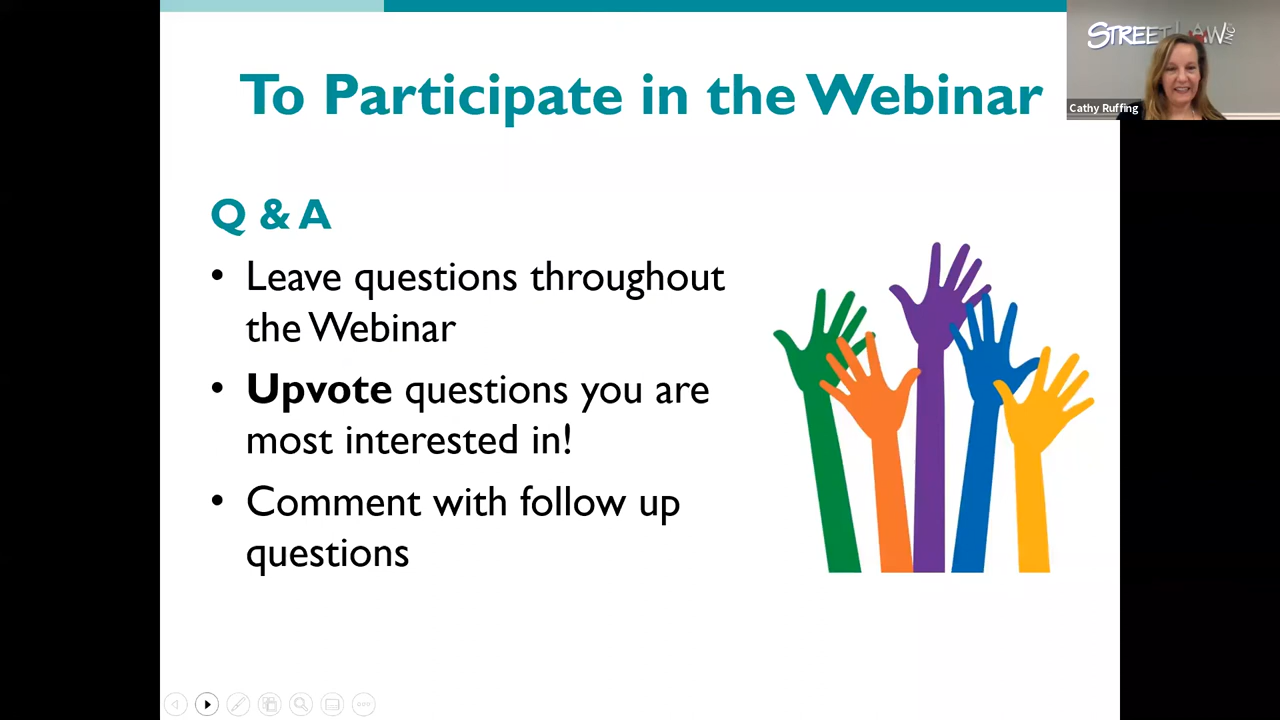 To Participate in the Webinar
STREET LAW INC.
Cathy Ruffing
Q & A
• Leave questions throughout
the Webinar
• Upvote questions you are
most interested in!
• Comment with follow up
questions